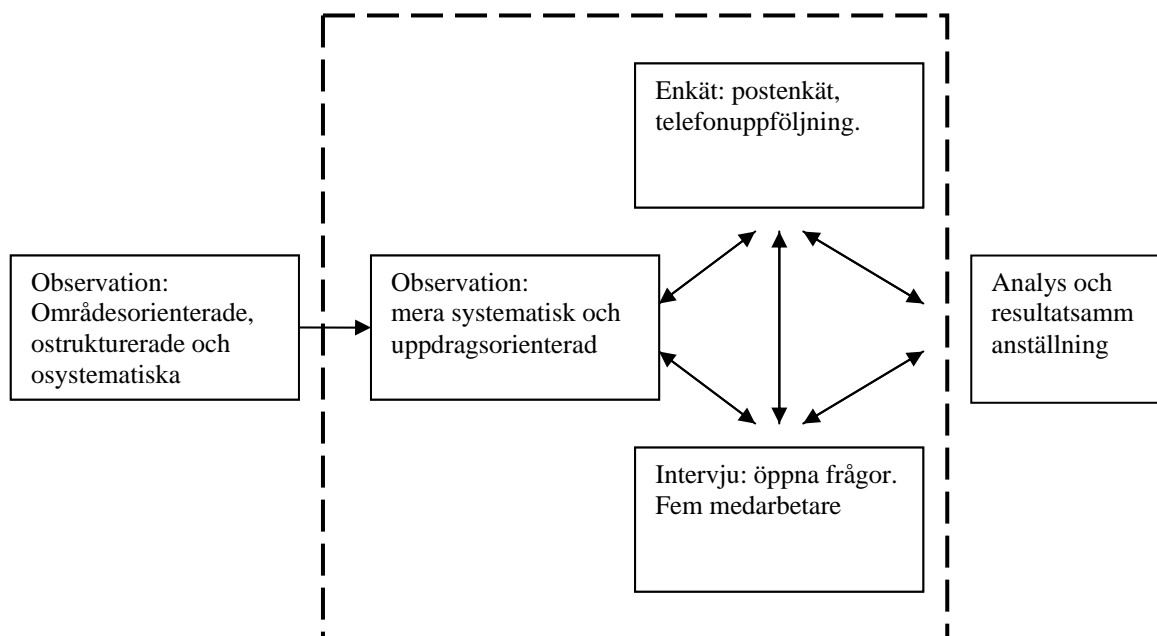 Enkät: postenkät,
telefonuppföljning.
Observation:
Områdesorienterade,
ostrukturerade och
osystematiska
Observation:
mera systematisk och
uppdragsorienterad
Analys och
resultatsamm
anställning
Intervju: öppna frågor.
Fem medarbetare